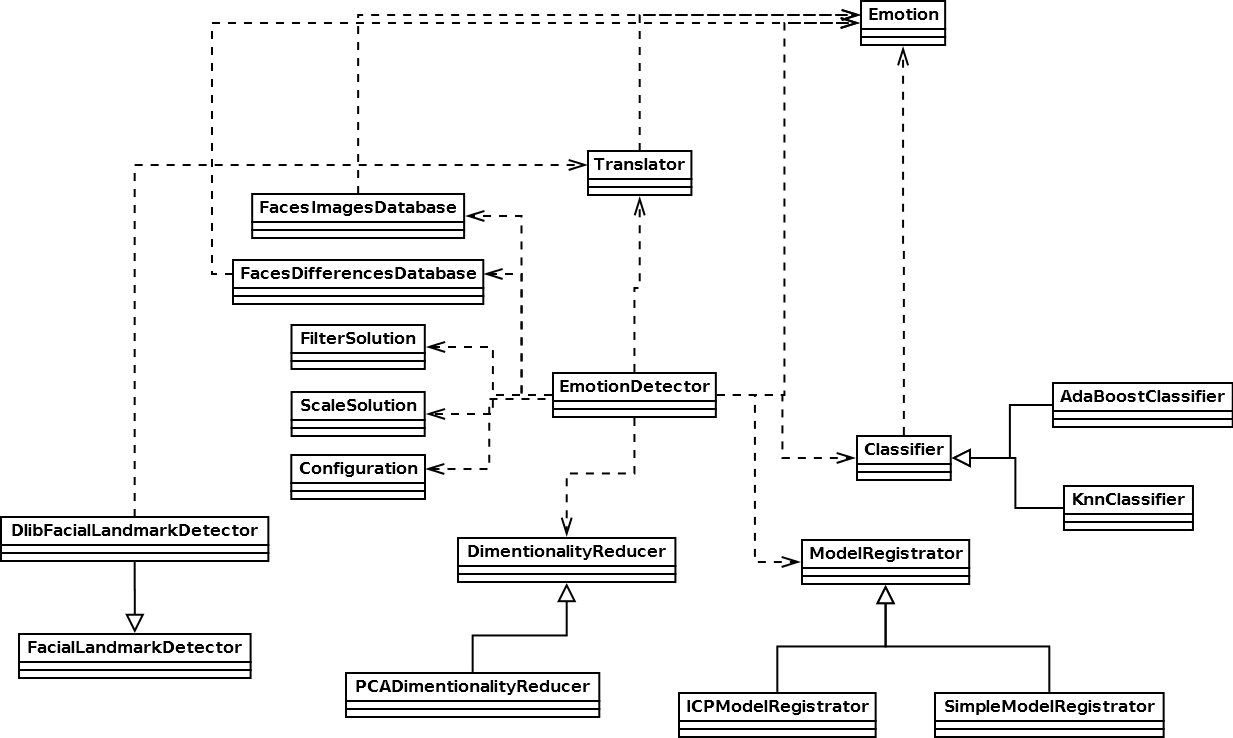 Emotion
Translator
FacesImagesDatabase
FacesDifferencesDatabase
FilterSolution
EmotionDetector
AdaBoostClassifier
ScaleSolution
Classifier
Configuration
KnnClassifier
DlibFacialLandmarkDetector
DimentionalityReducer
ModelRegistrator
FacialLandmarkDetector
PCADimentionalityReducer
ICPModelRegistrator
SimpleModelRegistrator